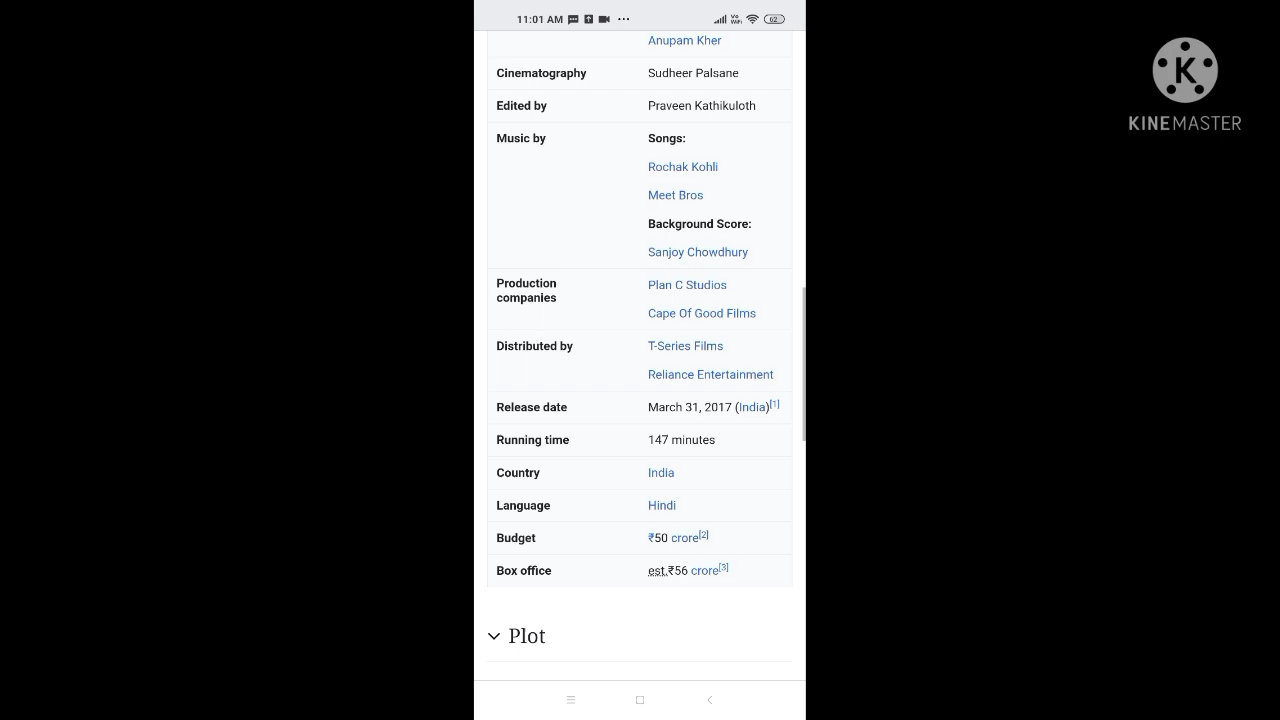 11:01 AM
Vo
WiFi
62
Anupam Kher
Cinematography Sudheer Palsane
Edited by Praveen Kathikuloth
Music by Songs:
Rochak Kohli
Meet Bros
Background Score:
Sanjoy Chowdhury
Production
companies
Plan C Studios
Cape Of Good Films
Distributed by T-Series Films
Reliance Entertainment
Release date March 31, 2017 (India)[1]
Running time 147 minutes
Country India
Language Hindi
Budget ₹50 crore[2]
Box office est.₹56 crore[3]
Plot
K
KINEMASTER